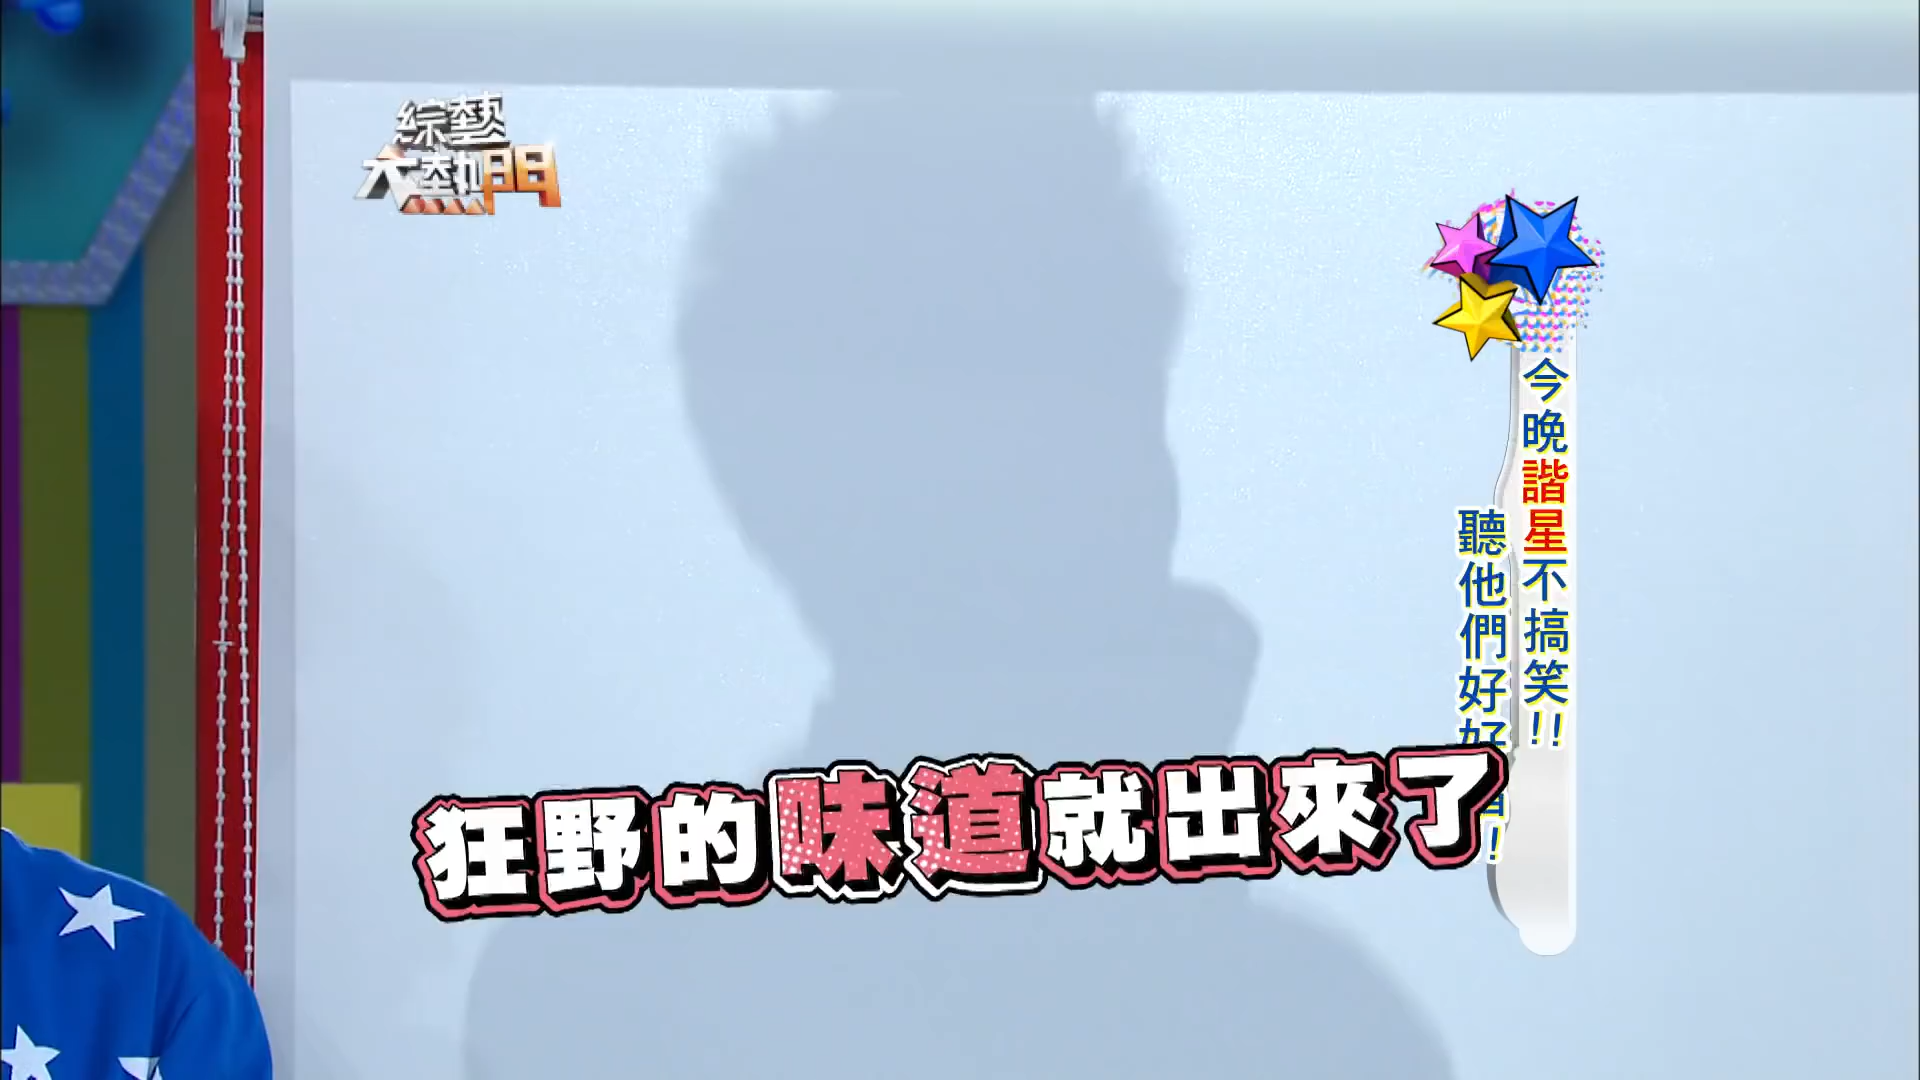 綜藝
大熱門
今晚諧星不搞笑!!
聽他們好好
狂野的味道就出來了